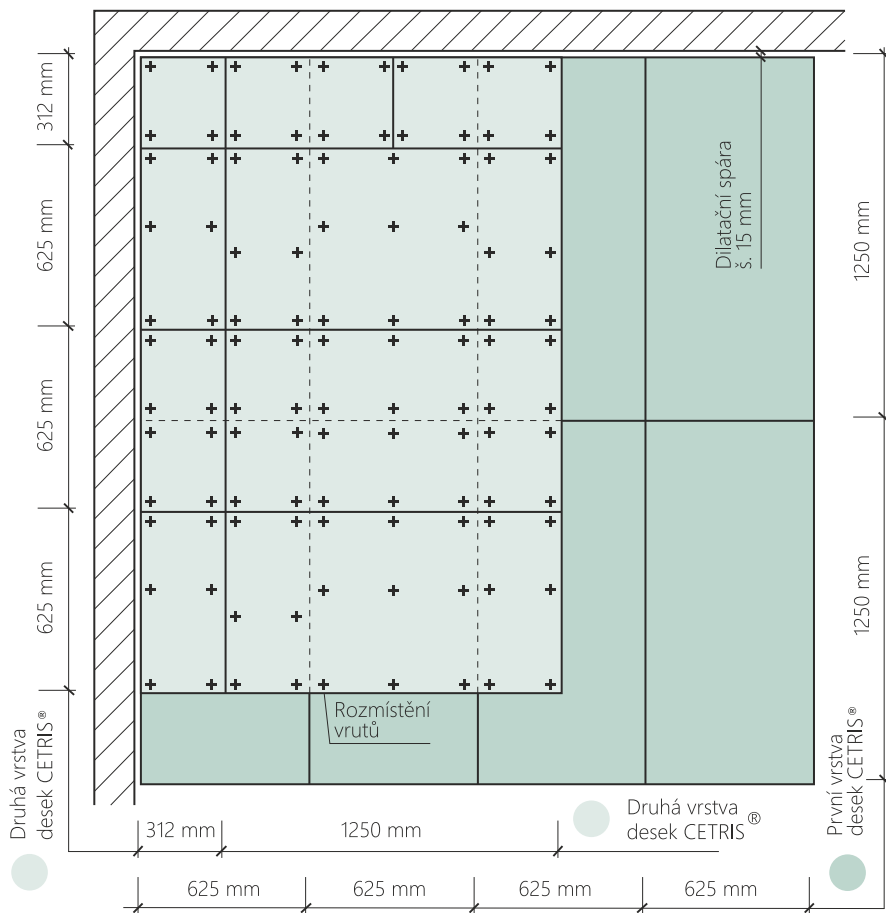 312 mm
625 mm
625 mm
625 mm
Druhá vrstva
desek CETRIS®
Dilatační spára
š. 15 mm
1250 mm
1250 mm
První vrstva
desek CETRIS®
Rozmístění
vrutů
312 mm
1250 mm
Druhá vrstva
desek CETRIS®
625 mm
625 mm
625 mm
625 mm